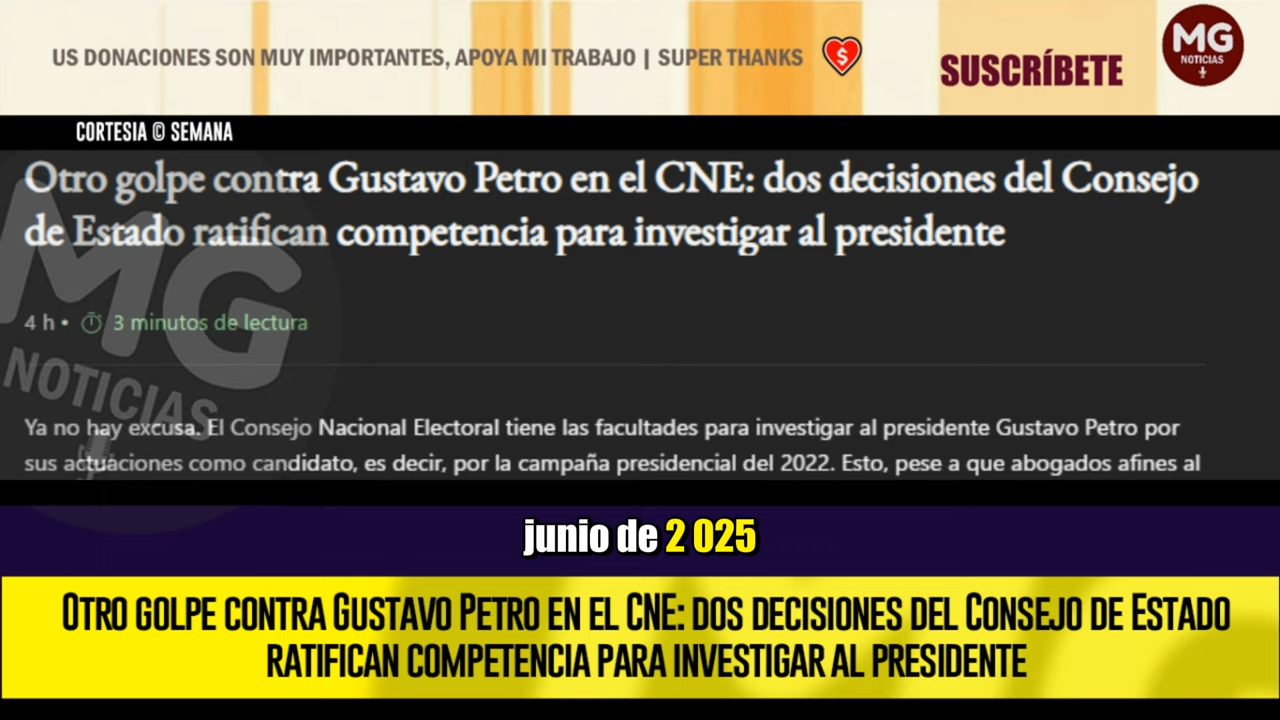 US DONACIONES SON MUY IMPORTANTES, APOYA MI TRABAJO | SUPER THANKS
SUSCRÍBETE
MG
NOTICIAS
CORTESIA © SEMANA
Otro golpe contra Gustavo Petro en el CNE: dos decisiones del Consejo
de Estado ratifican competencia para investigar al presidente
4 h • 3 minutos de lectura
MG
NOTICIAS
Ya no hay excusa. El Consejo Nacional Electoral tiene las facultades para investigar al presidente Gustavo Petro por
sus actuaciones como candidato, es decir, por la campaña presidencial del 2022. Esto, pese a que abogados afines al
junio de 2 025
OTRO GOLPE CONTRA GUSTAVO PETRO EN EL CNE: DOS DECISIONES DEL CONSEJO DE ESTADO
RATIFICAN COMPETENCIA PARA INVESTIGAR AL PRESIDENTE